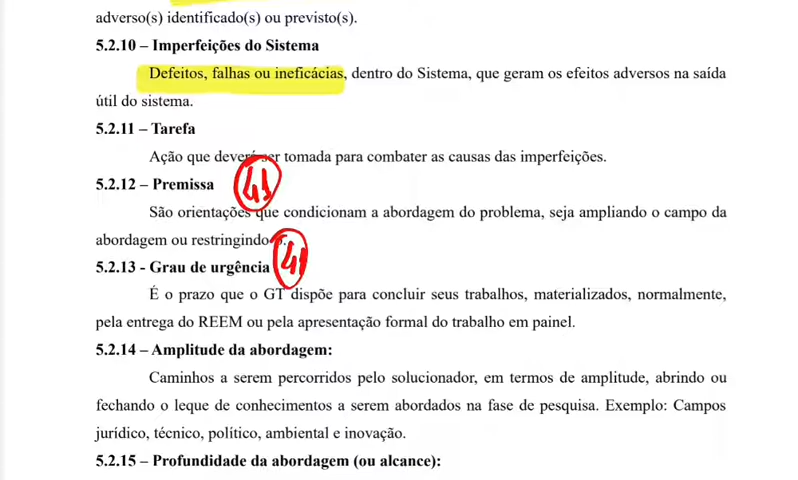 adverso(s) identificado(s) ou previsto(s).
5.2.10 – Imperfeições do Sistema
Defeitos, falhas ou ineficácias, dentro do Sistema, que geram os efeitos adversos na saída
útil do sistema.
5.2.11 – Tarefa
Ação que deverá ser tomada para combater as causas das imperfeições.
5.2.12 – Premissa 41
São orientações que condicionam a abordagem do problema, seja ampliando o campo da
abordagem ou restringindo
5.2.13 - Grau de urgência 41
É o prazo que o GT dispõe para concluir seus trabalhos, materializados, normalmente,
pela entrega do REEM ou pela apresentação formal do trabalho em painel.
5.2.14 – Amplitude da abordagem:
Caminhos a serem percorridos pelo solucionador, em termos de amplitude, abrindo ou
fechando o leque de conhecimentos a serem abordados na fase de pesquisa. Exemplo: Campos
jurídico, técnico, político, ambiental e inovação.
5.2.15 – Profundidade da abordagem (ou alcance):